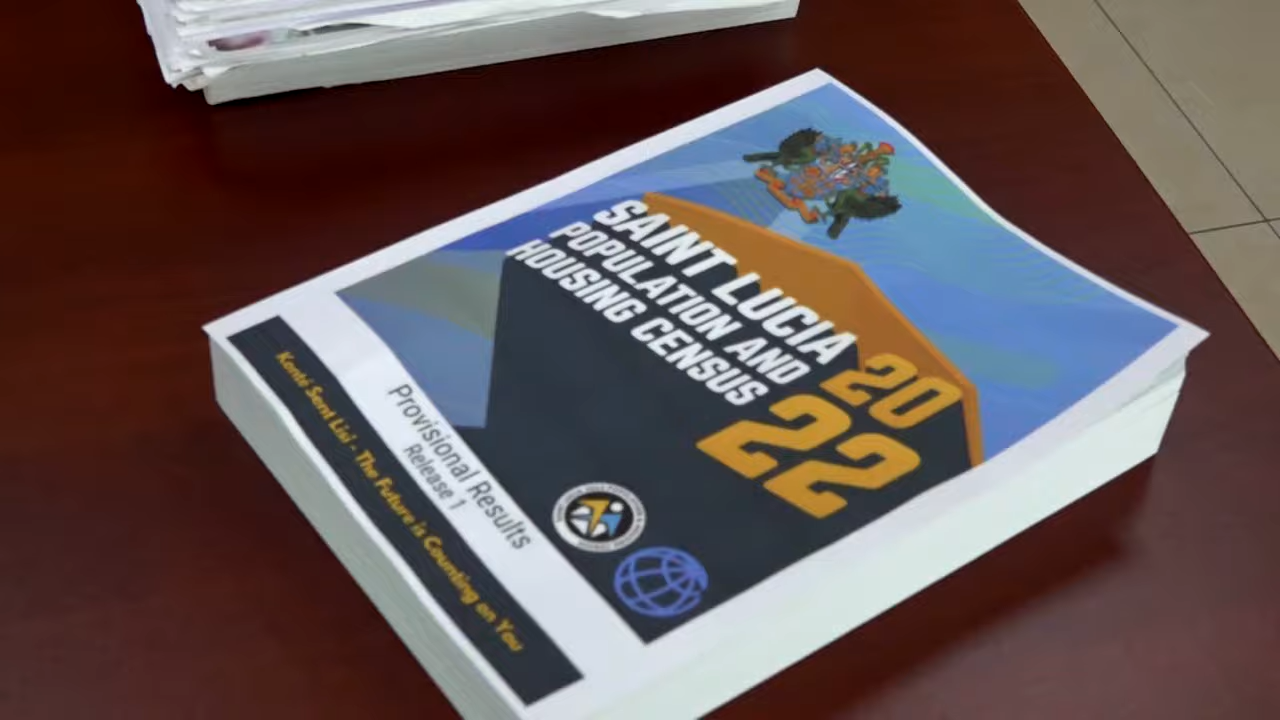 SAINT LUCIA
POPULATION AND
HOUSING CENSUS
20
22
Provisional Results
Release 1
Konté Sent Lisi - The Future is Counting on You